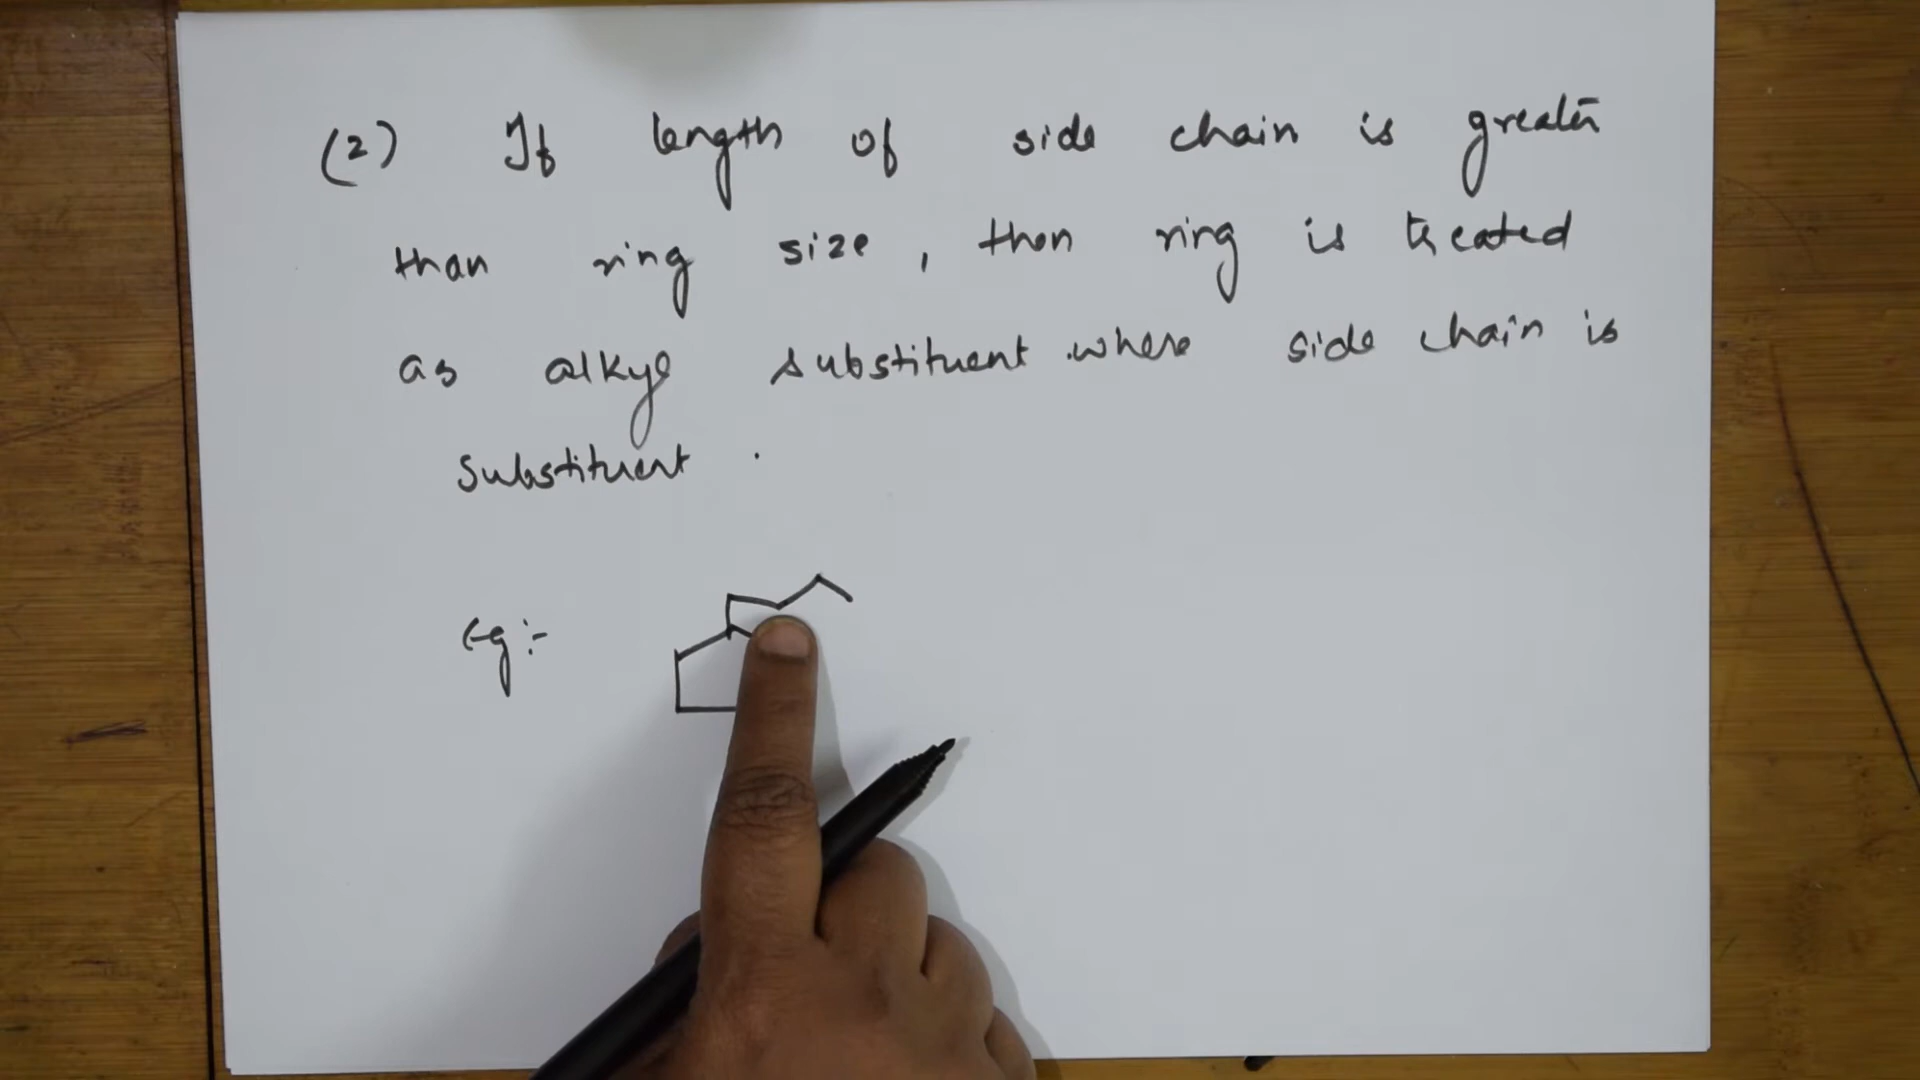 (2) If length of side chain is greater
than ring size, then ring is treated
as alkyl substituent where side chain is
substituent.
eg:-